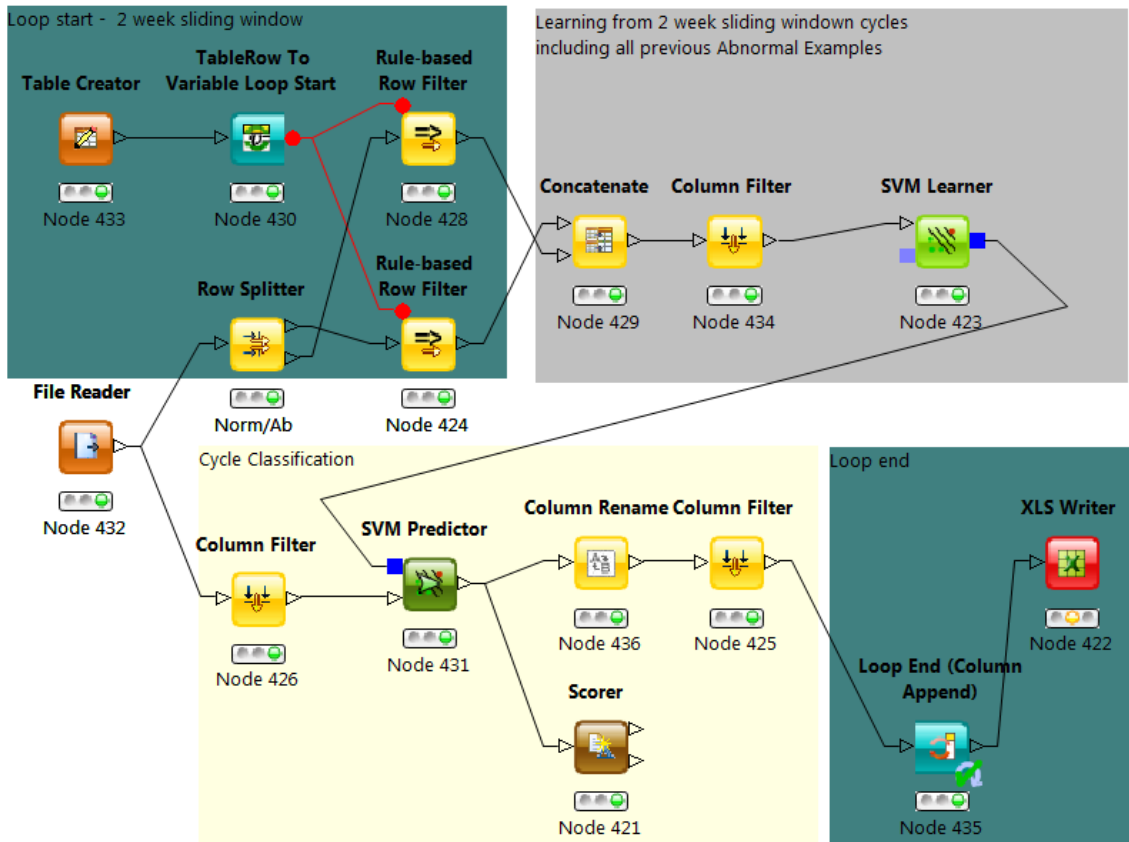 Loop start -  2 week sliding window
Table Creator
TableRow To
Variable Loop Start
Rule-based
Row Filter
Node 433
Node 430
Node 428
Row Splitter
Rule-based
Row Filter
Norm/Ab
Node 424
File Reader
Node 432
Learning from 2 week sliding windown cycles
including all previous Abnormal Examples
Concatenate
Column Filter
SVM Learner
Node 429
Node 434
Node 423
Cycle Classification
Column Filter
SVM Predictor
Column Rename
Column Filter
Node 426
Node 431
Node 436
Node 425
Scorer
Node 421
Loop end
XLS Writer
Node 422
Loop End (Column
Append)
Node 435